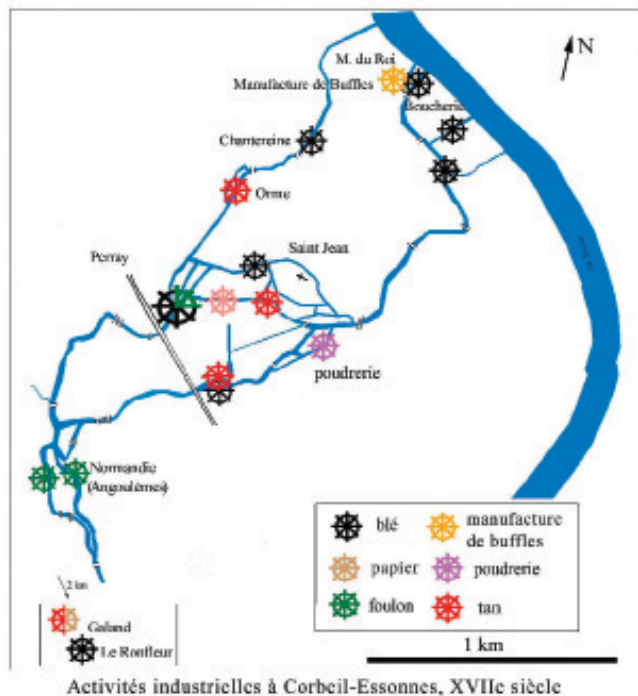 M. du Roi
N
Manufacture de Buffles
Boucherie
Chantereine
Orme
Saint Jean
Perray
poudrerie
Normandie
(Angoulêmes)
2 km
Galand
Le Ronfleur
blé
manufacture
de buffles
papier
poudrerie
foulon
tan
1 km
Activités industrielles à Corbeil-Essonnes, XVIIe siècle